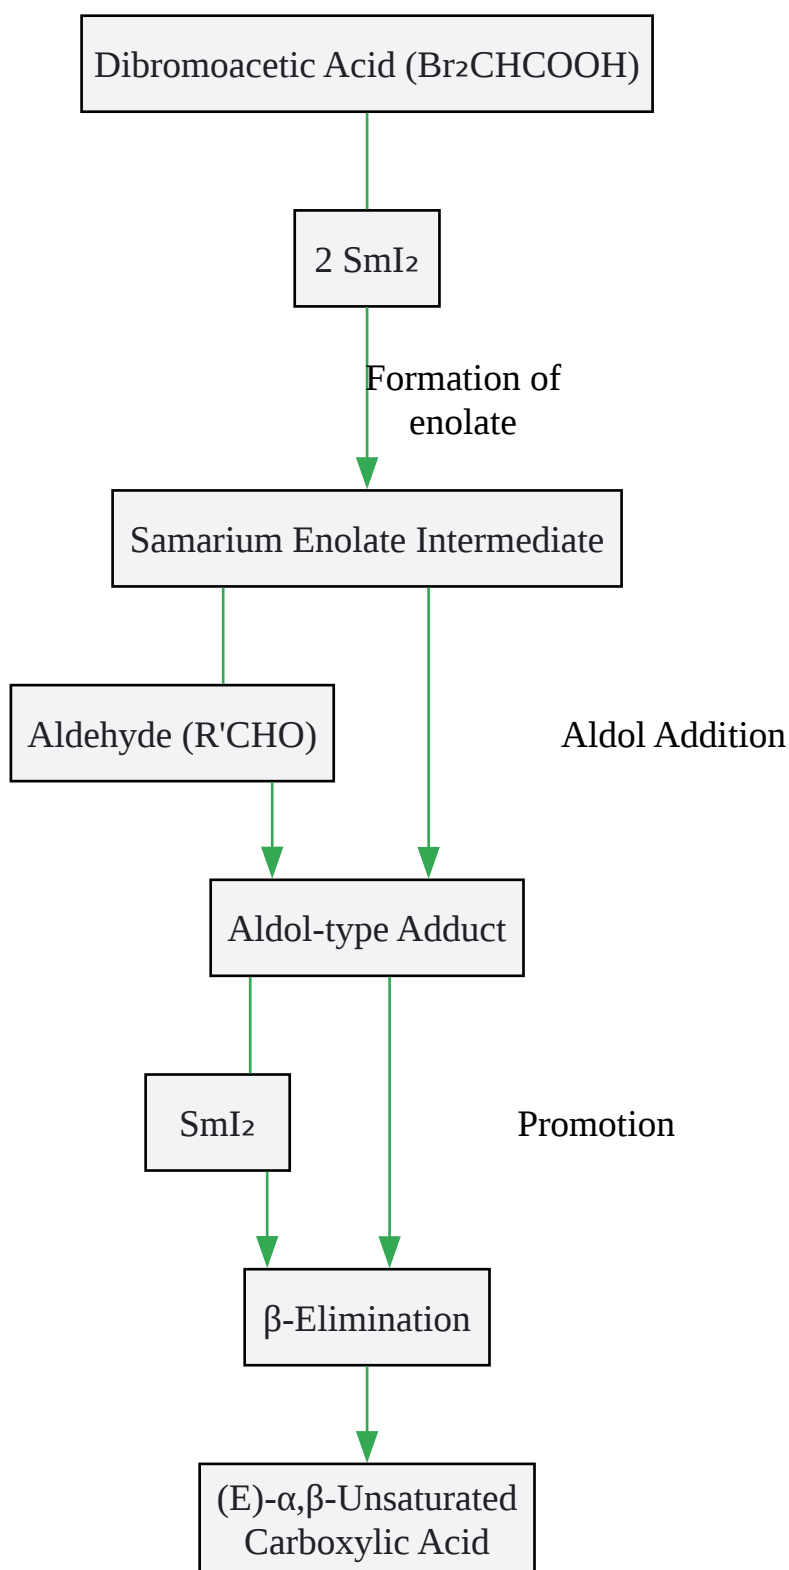 Dibromoacetic Acid (Br₂CHCOOH)
2 SmI₂
Formation of
enolate
Samarium Enolate Intermediate
Aldehyde (R'CHO)
Aldol Addition
Aldol-type Adduct
SmI₂
Promotion
β-Elimination
(E)-α,β-Unsaturated
Carboxylic Acid